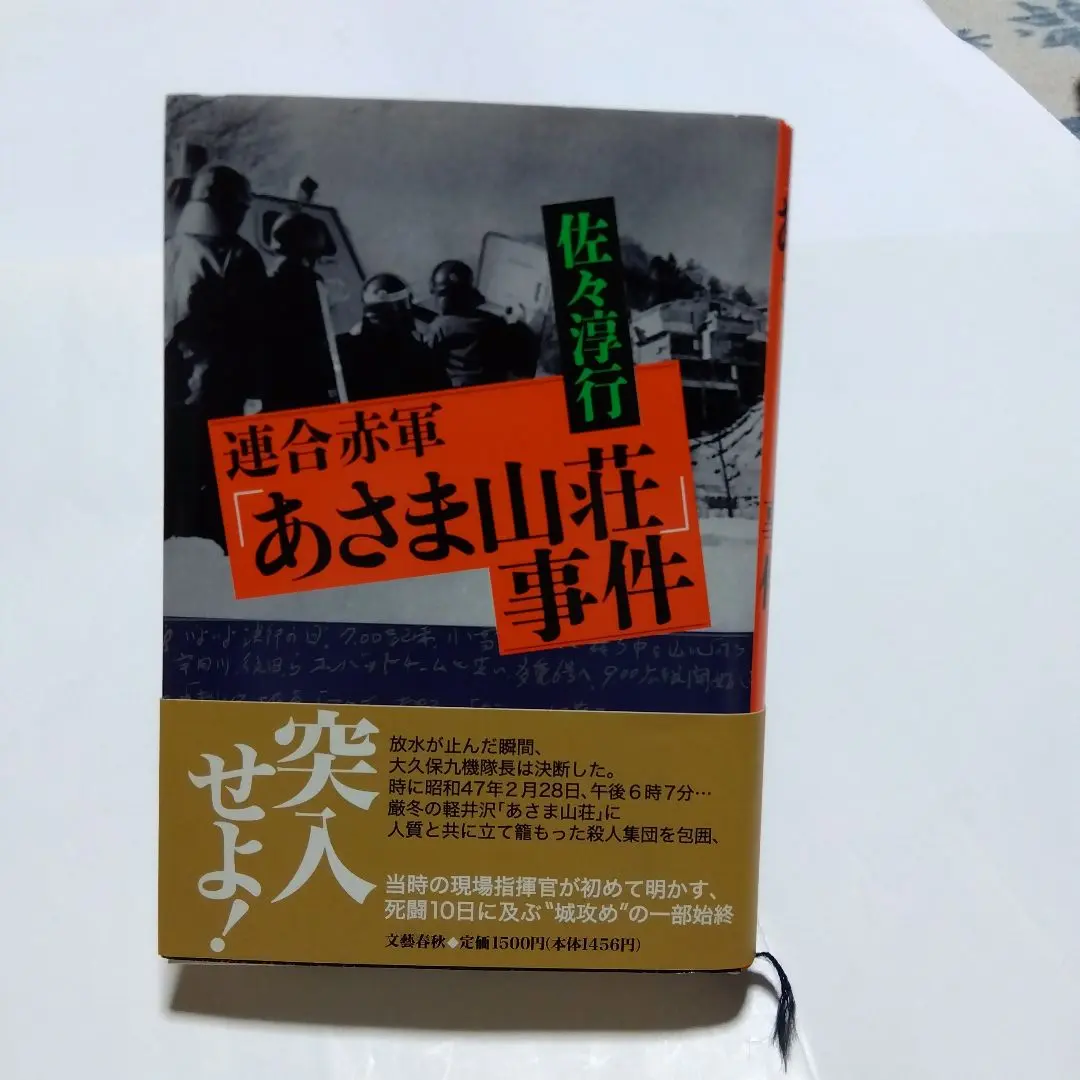 佐々淳行
連合赤軍
「あさま山荘」
事件
突入
せよ!
放水が止んだ瞬間、
大久保九機隊長は決断した。
時に昭和47年2月28日、午後6時7分…
厳冬の軽井沢「あさま山荘」に
人質と共に立て籠もった殺人集団を包囲、
当時の現場指揮官が初めて明かす、
死闘10日に及ぶ"城攻め"の一部始終
文藝春秋◆定価1500円(本体1456円)